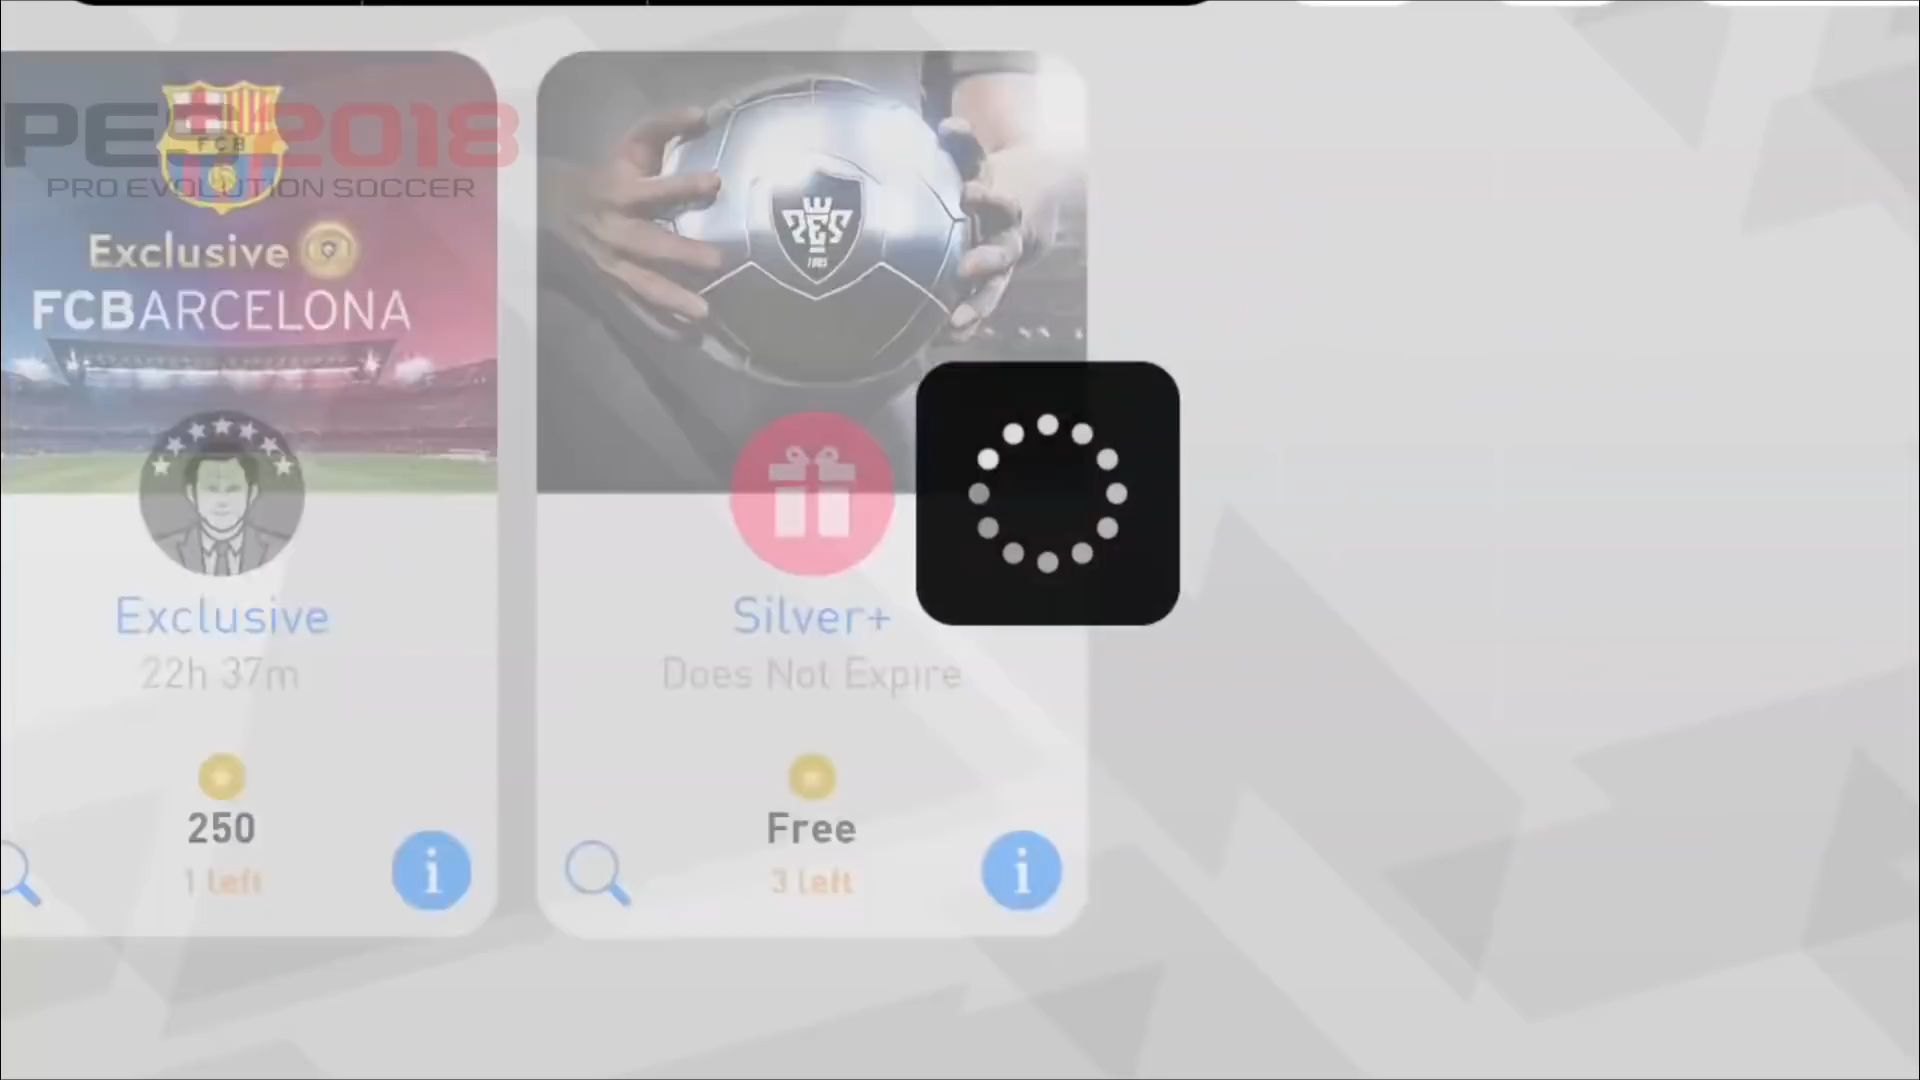 PES 2018
PRO EVOLUTION SOCCER
FCB
Exclusive
FCBARCELONA
Exclusive
22h 37m
250
1 left
i
PES
Silver+
Does Not Expire
Free
3 left
i